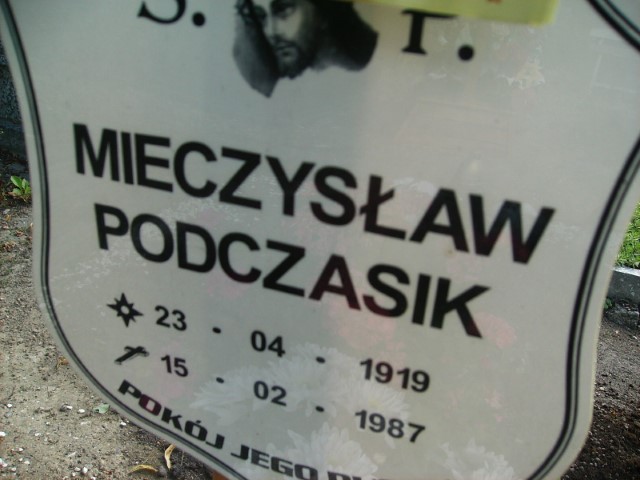 Ś. P.
MIECZYSŁAW
PODCZASIK
23 . 04 . 1919
15 . 02 . 1987
POKÓJ JEGO